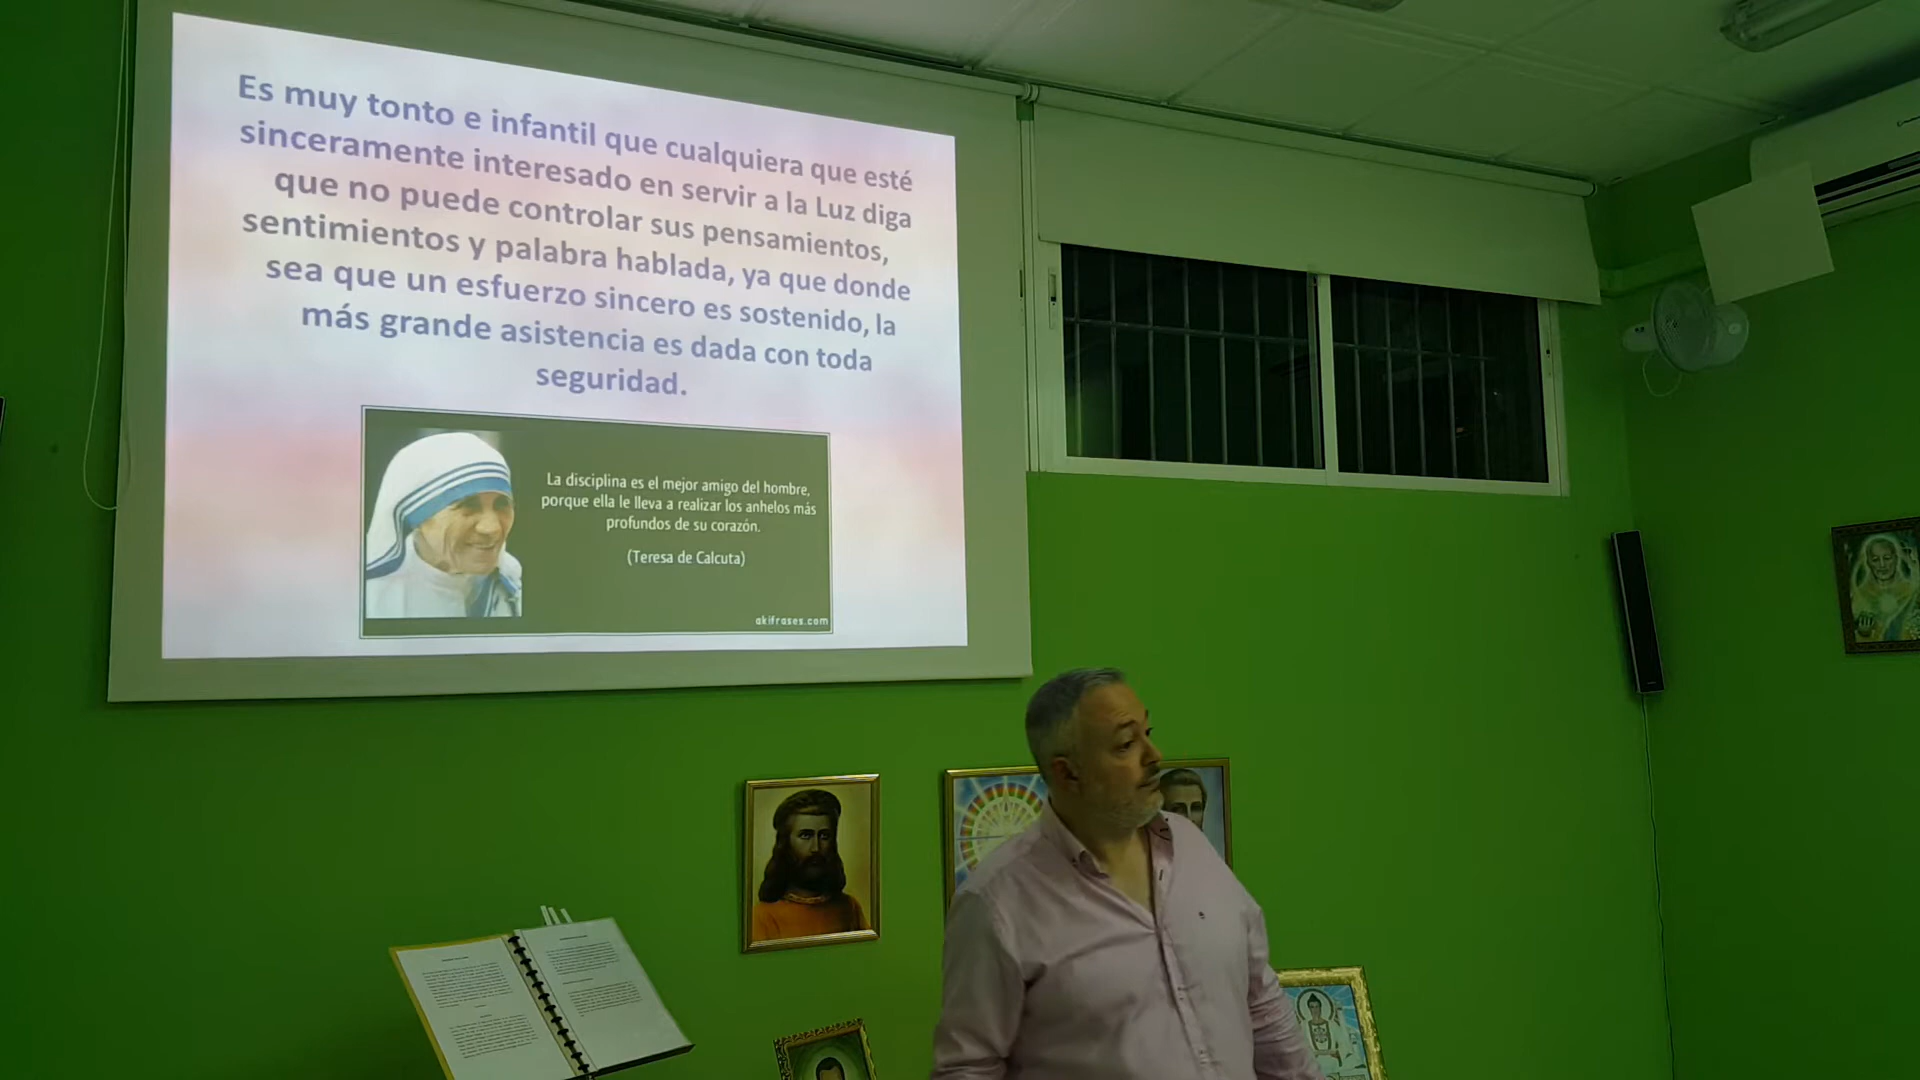 Es muy tonto e infantil que cualquiera que esté
sinceramente interesado en servir a la Luz diga
que no puede controlar sus pensamientos,
sentimientos y palabra hablada, ya que donde
sea que un esfuerzo sincero es sostenido, la
más grande asistencia es dada con toda
seguridad.
La disciplina es el mejor amigo del hombre,
porque ella le lleva a realizar los anhelos más
profundos de su corazón.
(Teresa de Calcuta)
akifrases.com